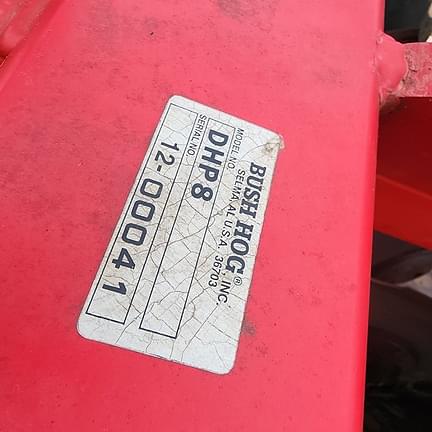 BUSH HOG®, INC.
SELMA, AL U.S.A. 36703
MODEL NO.
DHP8
SERIAL NO.
12-00041